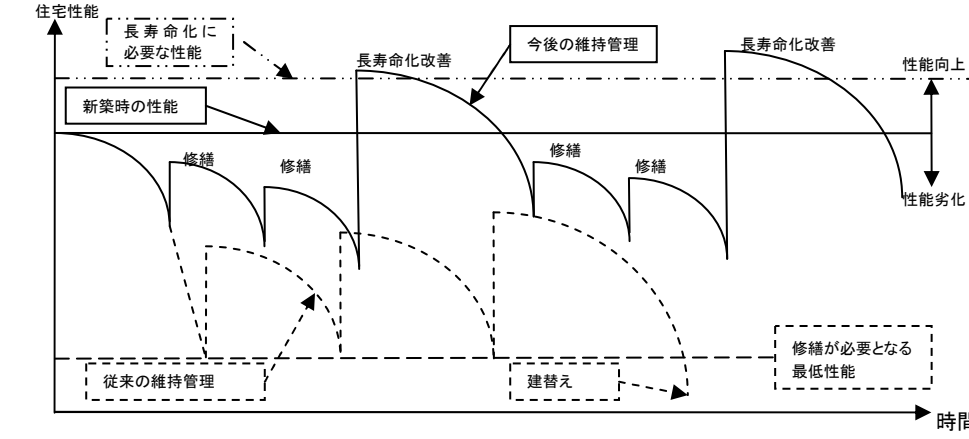 住宅性能
長寿命化に
必要な性能
長寿命化改善
今後の維持管理
長寿命化改善
性能向上
新築時の性能
修繕
修繕
修繕
修繕
性能劣化
従来の維持管理
建替え
修繕が必要となる
最低性能
時間